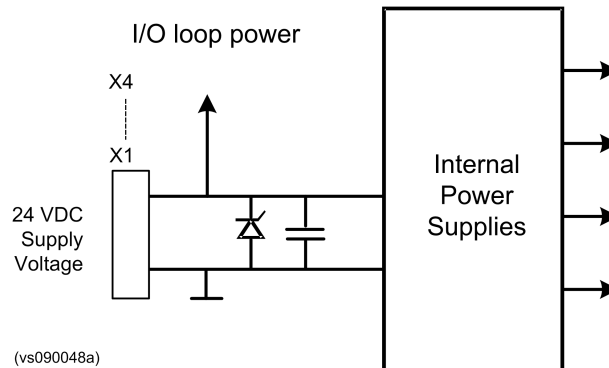 I/O loop power
X4
X1
24 VDC
Supply
Voltage
Internal
Power
Supplies
(vs090048a)